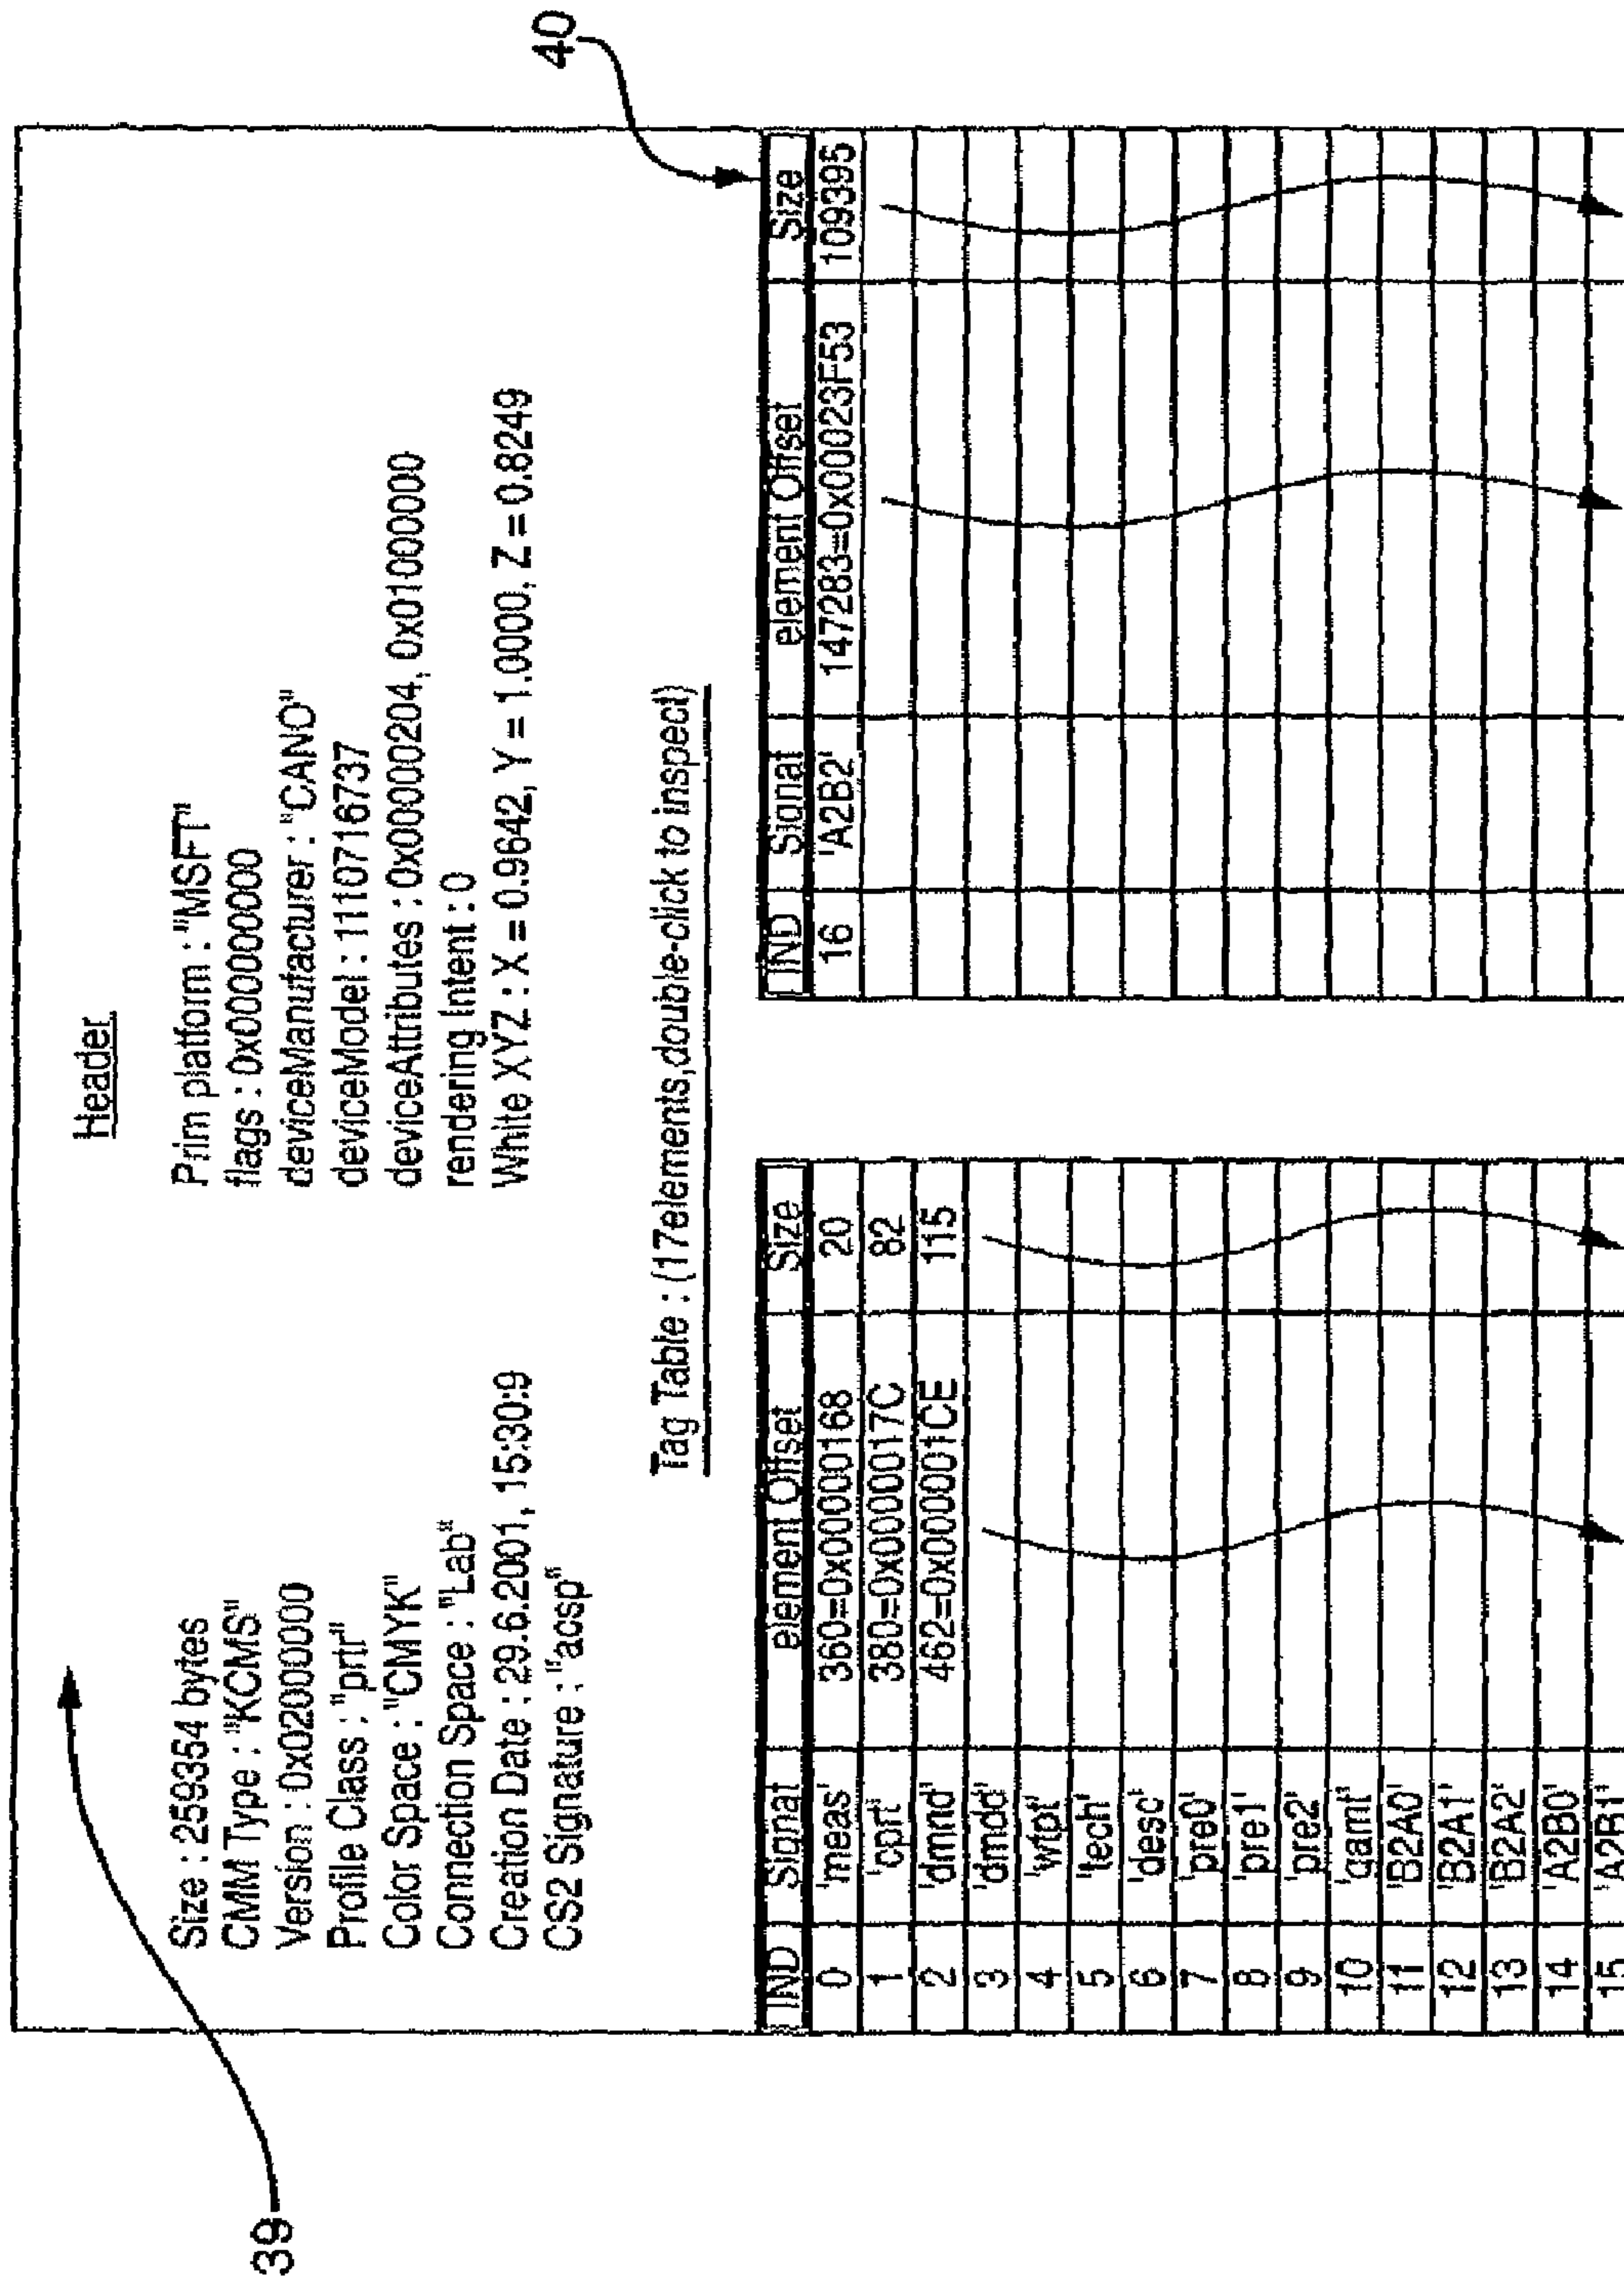 39
Header
Size : 259354 bytes
CMM Type : "KCMS"
Version : 0x02000000
Profile Class : "prtr"
Color Space : "CMYK"
Connection Space : "Lab"
Creation Date : 29.6.2001, 15:30:9
CS2 Signature : "acsp"
Prim platform : "MSFT"
flags : 0x00000000
deviceManufacturer : "CANO"
deviceModel : 1110716737
deviceAttributes : 0x00000204, 0x01000000
rendering Intent : 0
White XYZ : X = 0.9642, Y = 1.0000, Z = 0.8249
Tag Table : (17elements,double-click to inspect)
40
IND Signat element Offset Size
0 'meas' 360=0x00000168 20
1 'cprt' 380=0x0000017C 82
2 'dmnd' 462=0x000001CE 115
3 'dmdd'
4 'wtpt'
5 'tech'
6 'desc'
7 'pre0'
8 'pre1'
9 'pre2'
10 'gamt'
11 'B2A0'
12 'B2A1'
13 'B2A2'
14 'A2B0'
15 'A2B1'
IND Signat element Offset Size
16 'A2B2' 147283=0x00023F53 109395